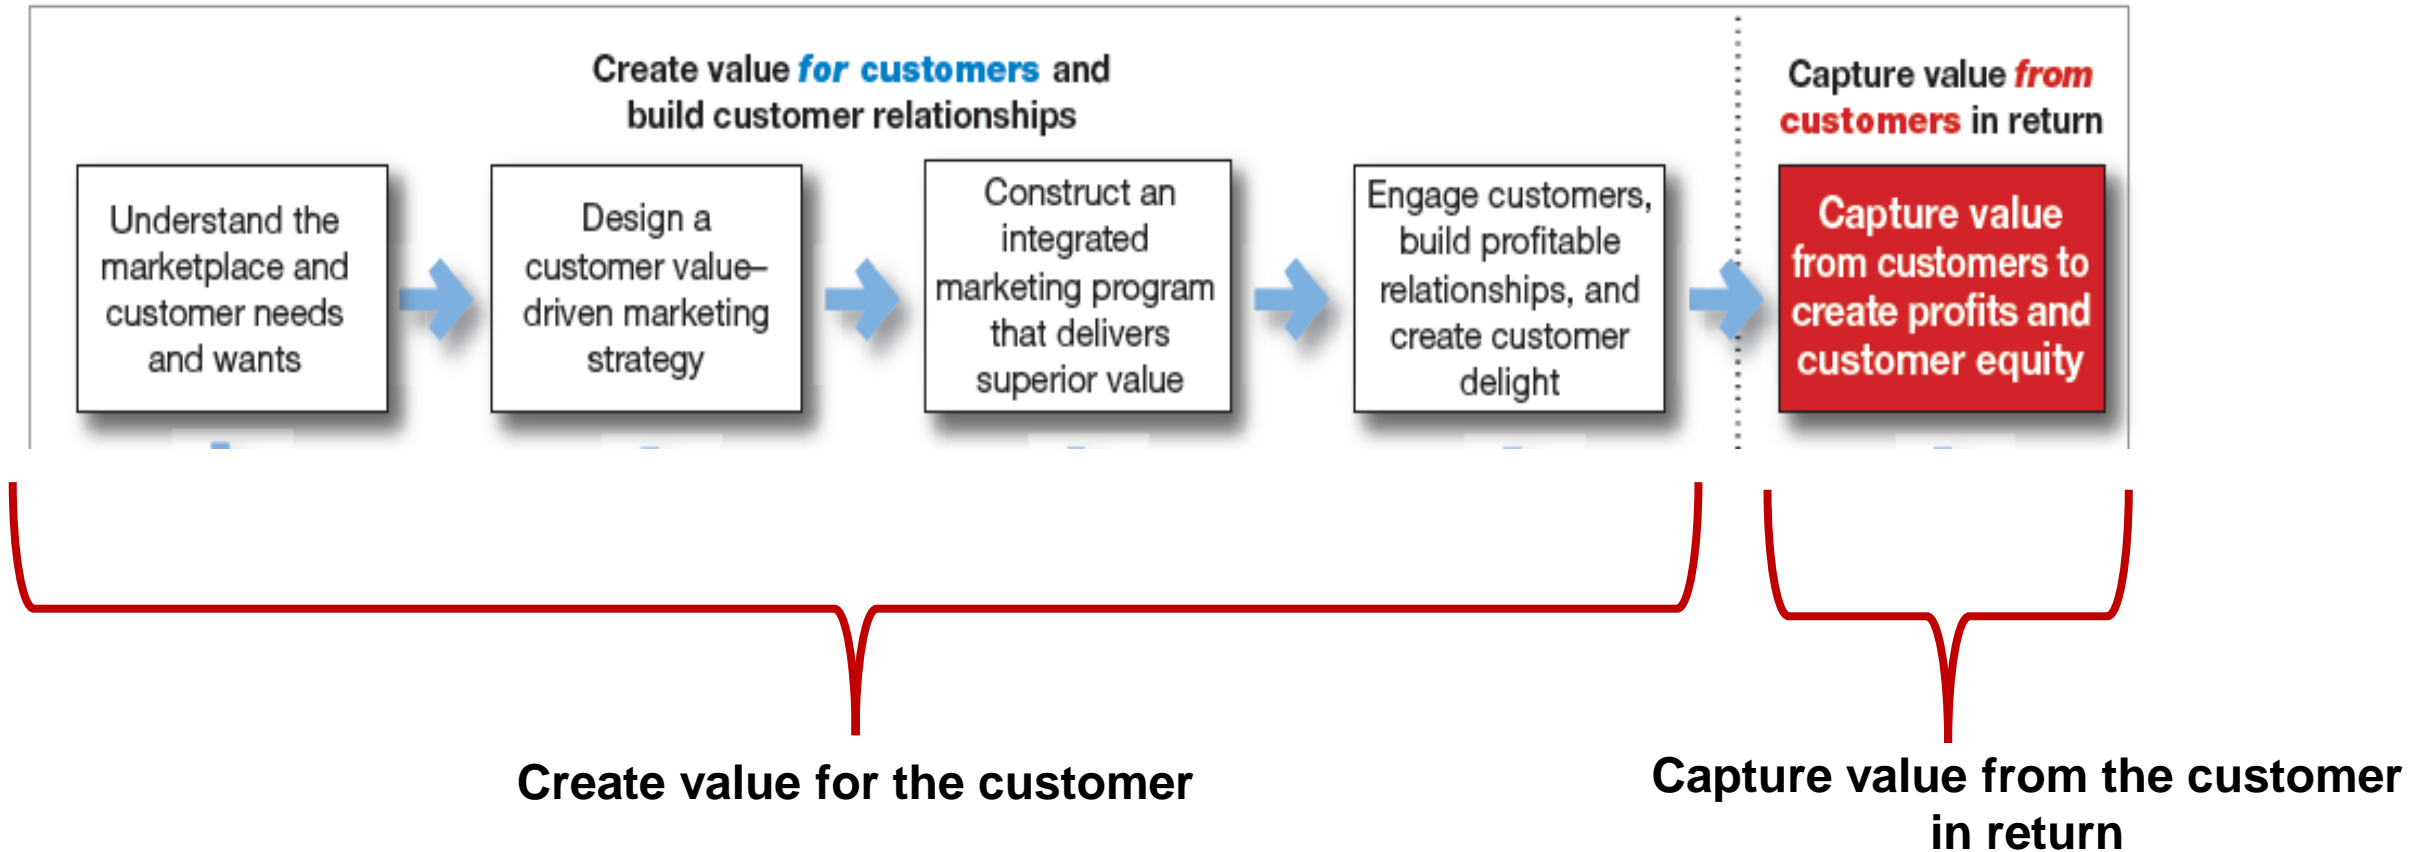 Create value for customers and
build customer relationships
Capture value from
customers in return
Understand the
marketplace and
customer needs
and wants
Design a
customer value–
driven marketing
strategy
Construct an
integrated
marketing program
that delivers
superior value
Engage customers,
build profitable
relationships, and
create customer
delight
Capture value
from customers to
create profits and
customer equity
Create value for the customer
Capture value from the customer
in return